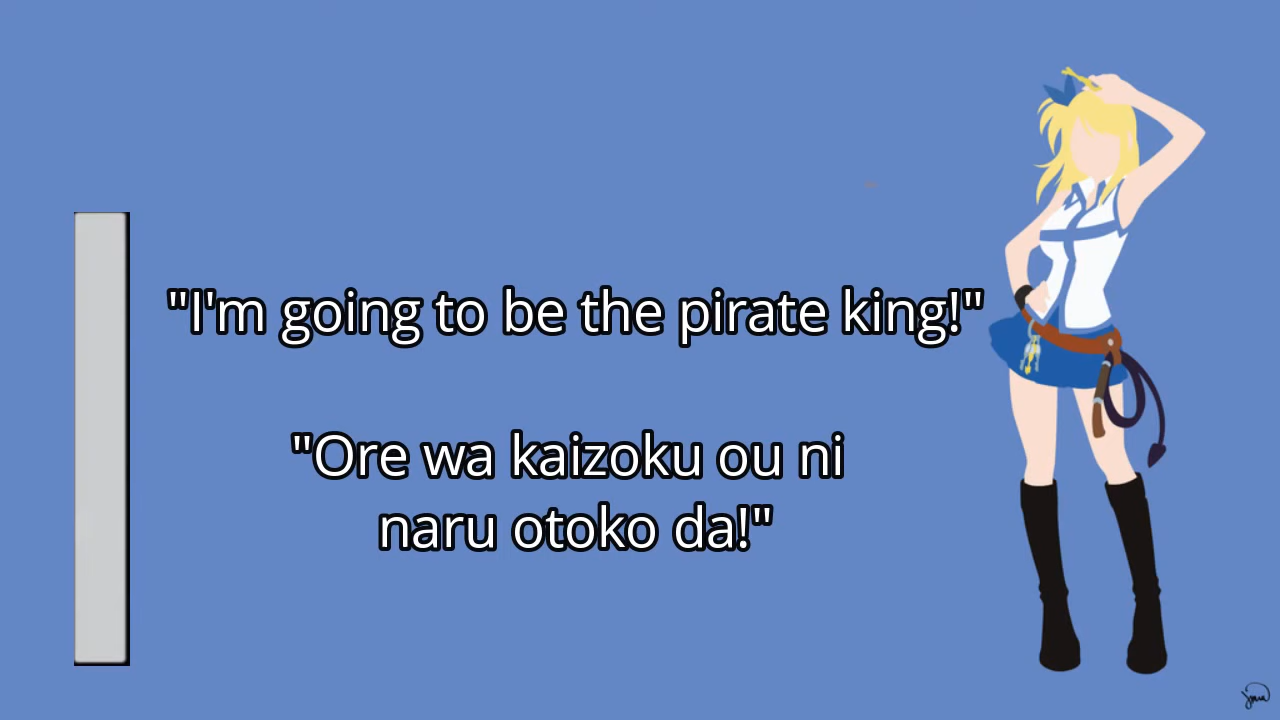 "I'm going to be the pirate king!"
"Ore wa kaizoku ou ni
naru otoko da!"